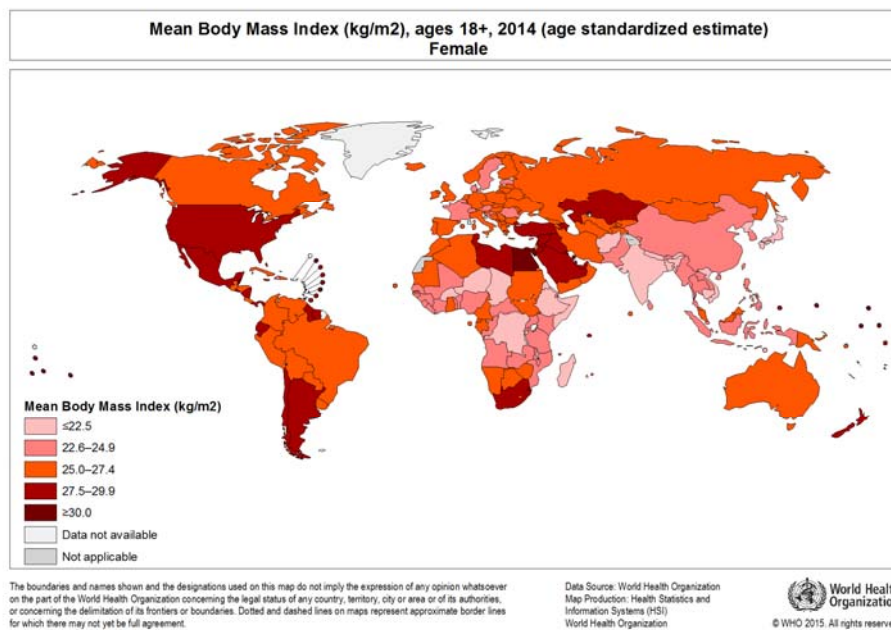 Mean Body Mass Index (kg/m2), ages 18+, 2014 (age standardized estimate)
Female
Mean Body Mass Index (kg/m2)
≤22.5
22.6–24.9
25.0–27.4
27.5–29.9
≥30.0
Data not available
Not applicable
The boundaries and names shown and the designations used on this map do not imply the expression of any opinion whatsoever
on the part of the World Health Organization concerning the legal status of any country, territory, city or area or of its authorities,
or concerning the delimitation of its frontiers or boundaries. Dotted and dashed lines on maps represent approximate border lines
for which there may not yet be full agreement.
Data Source: World Health Organization
Map Production: Health Statistics and
Information Systems (HSI)
World Health Organization
World Health
Organization
© WHO 2015. All rights reserve